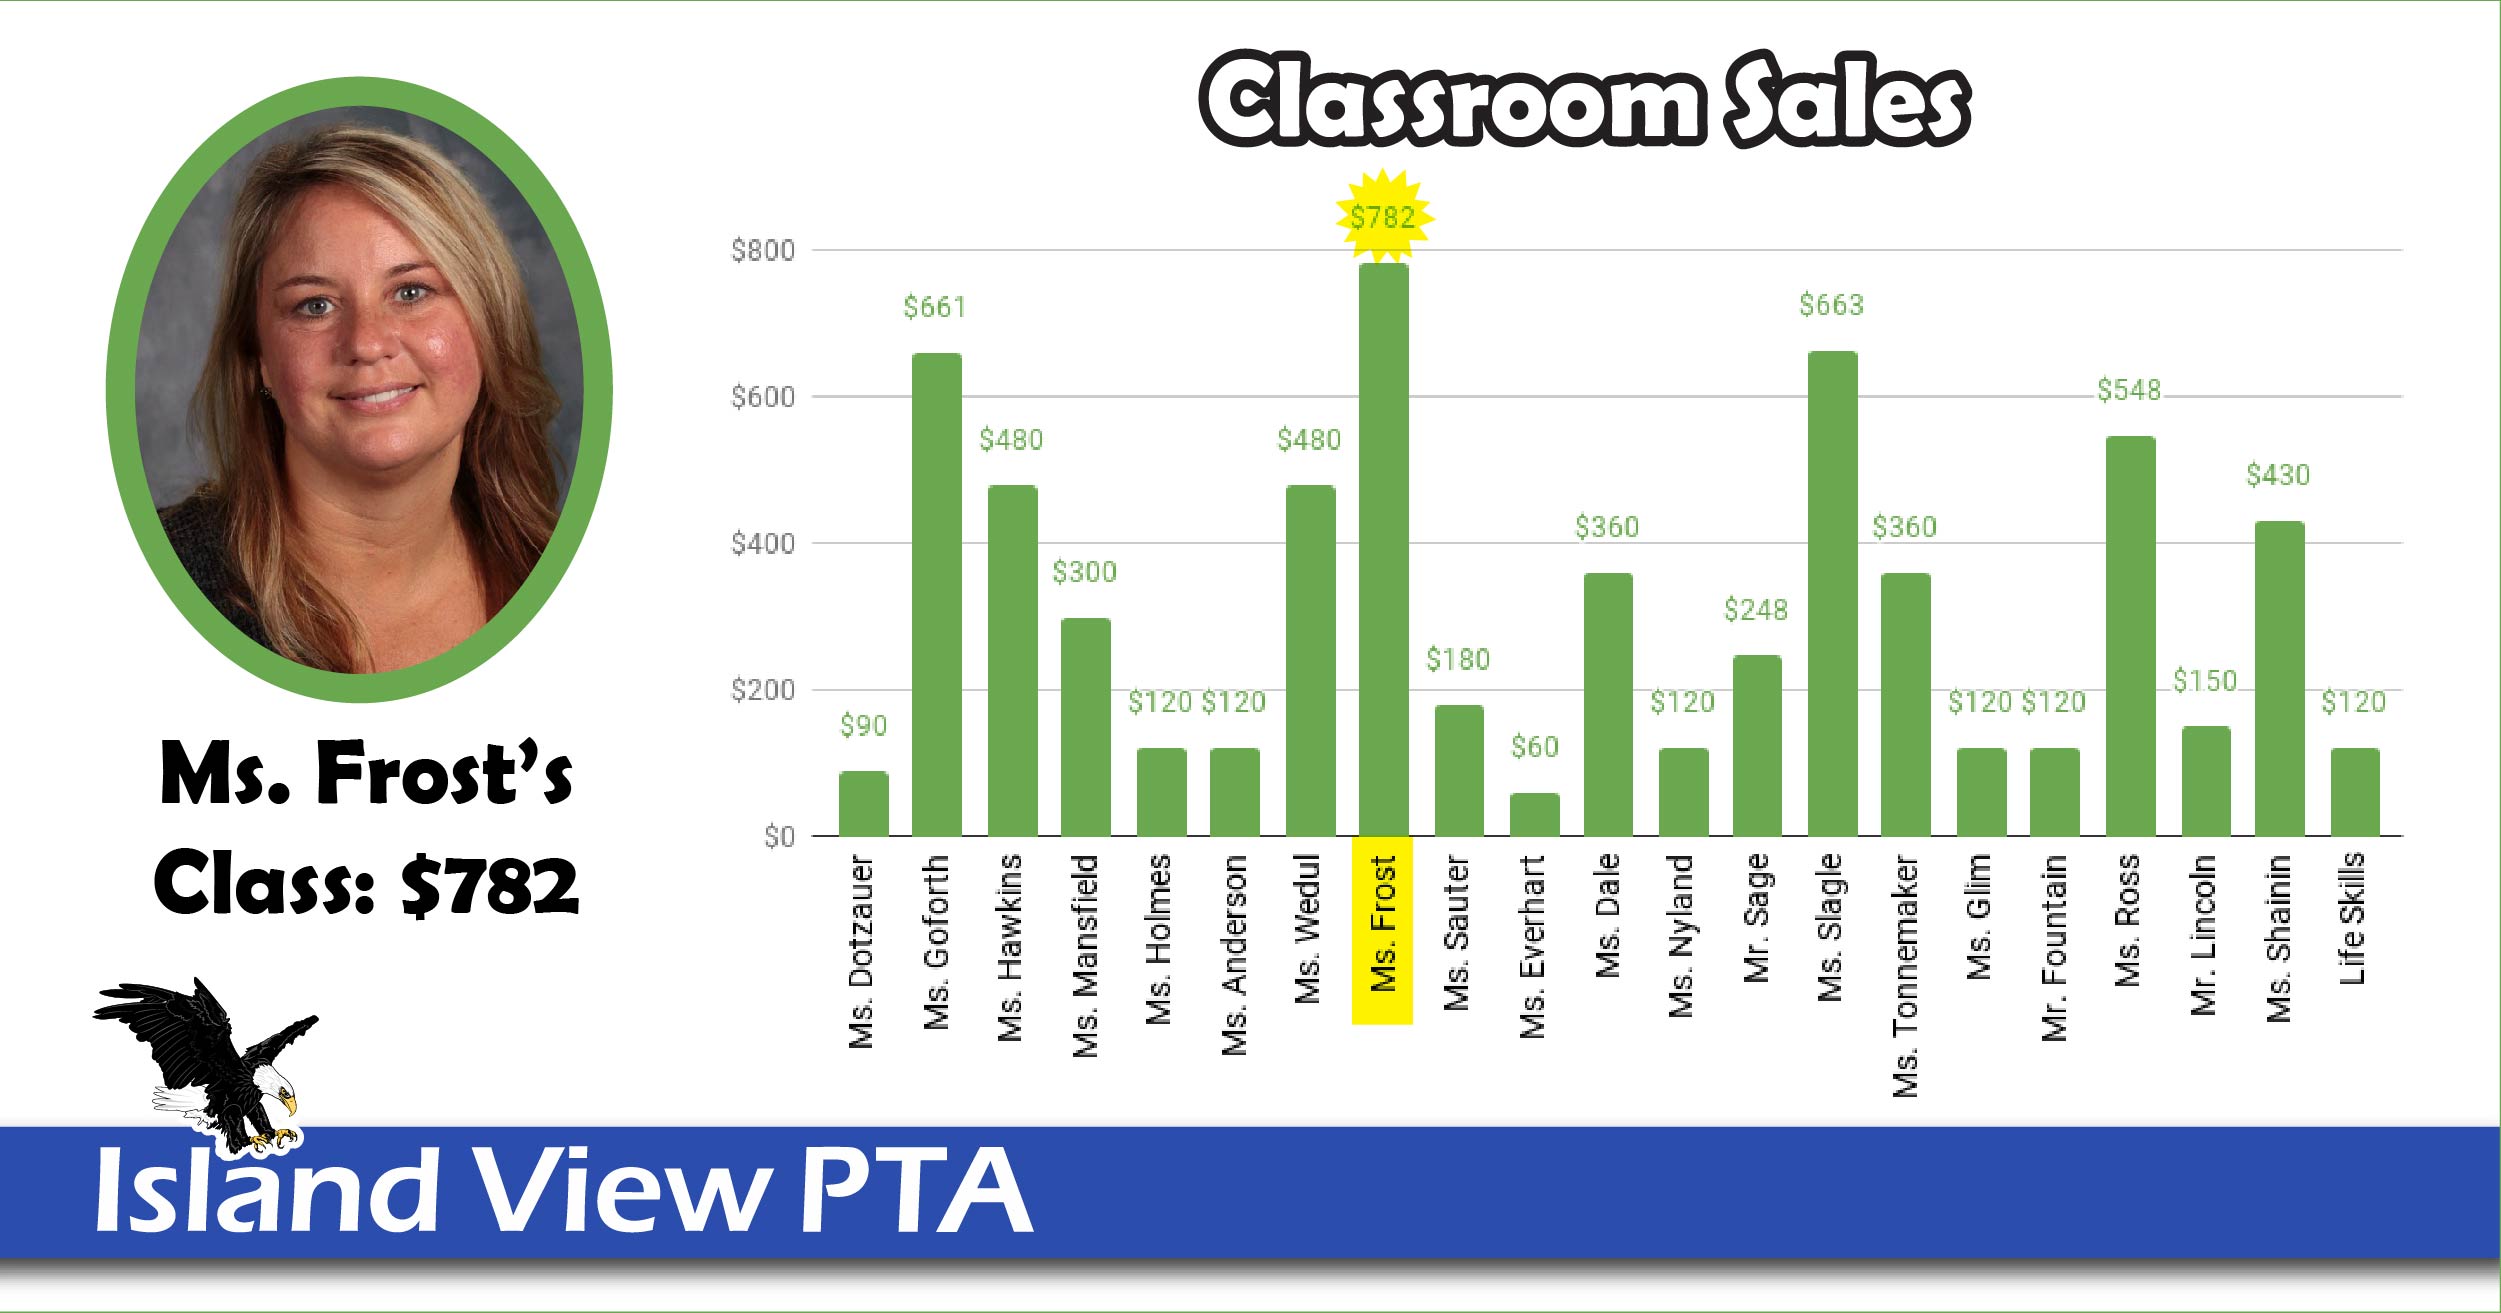 Classroom Sales
$782
$800
$661
$663
$600
$548
$480
$480
$430
$400
$360
$360
$300
$248
$200
$180
$150
$120
$120
$120
$120
$120
$120
$90
$60
$0
Ms. Dotzauer
Ms. Goforth
Ms. Hawkins
Ms. Mansfield
Ms. Holmes
Ms. Anderson
Ms. Wedul
Ms. Frost
Ms. Sauter
Ms. Everhart
Ms. Dale
Ms. Nyland
Mr. Sage
Ms. Slagle
Ms. Tonnemaker
Ms. Glim
Mr. Fountain
Ms. Ross
Mr. Lincoln
Ms. Shainin
Life Skills
Ms. Frost’s
Class: $782
Island View PTA